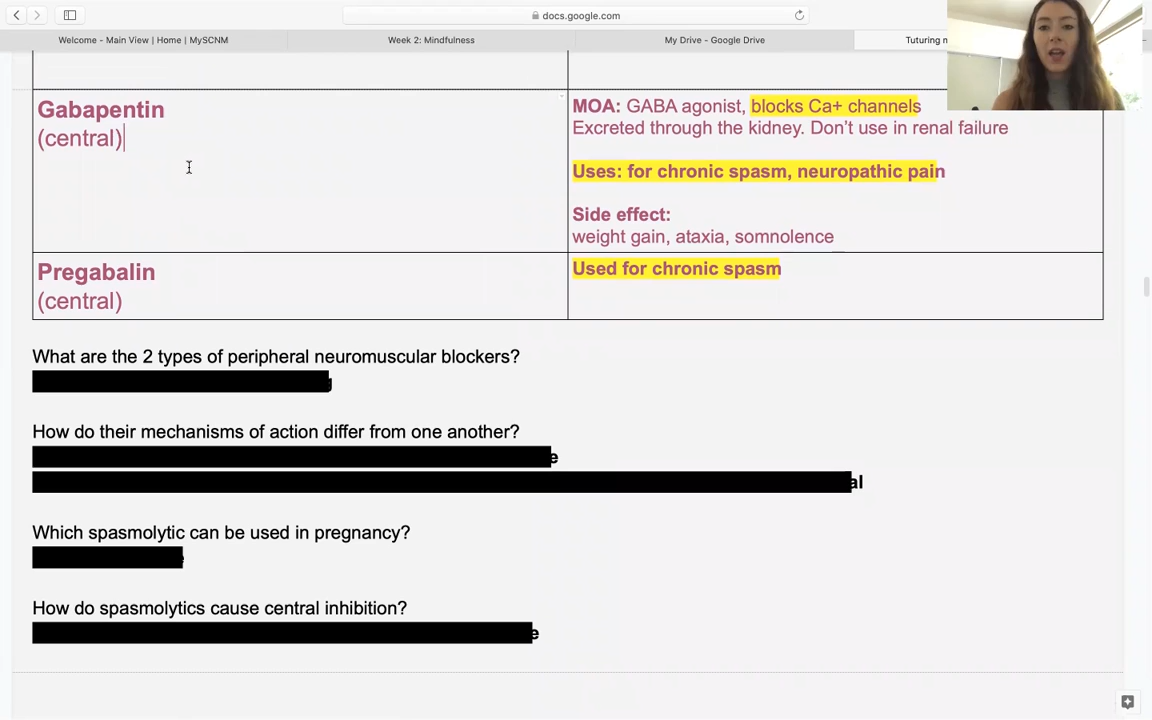 docs.google.com
Welcome - Main View | Home | MySCNM
Week 2: Mindfulness
My Drive - Google Drive
Gabapentin
(central)
MOA: GABA agonist, blocks Ca+ channels
Excreted through the kidney. Don’t use in renal failure
Uses: for chronic spasm, neuropathic pain
Side effect:
weight gain, ataxia, somnolence
Pregabalin
(central)
Used for chronic spasm
What are the 2 types of peripheral neuromuscular blockers?
How do their mechanisms of action differ from one another?
e
al
Which spasmolytic can be used in pregnancy?
How do spasmolytics cause central inhibition?
e